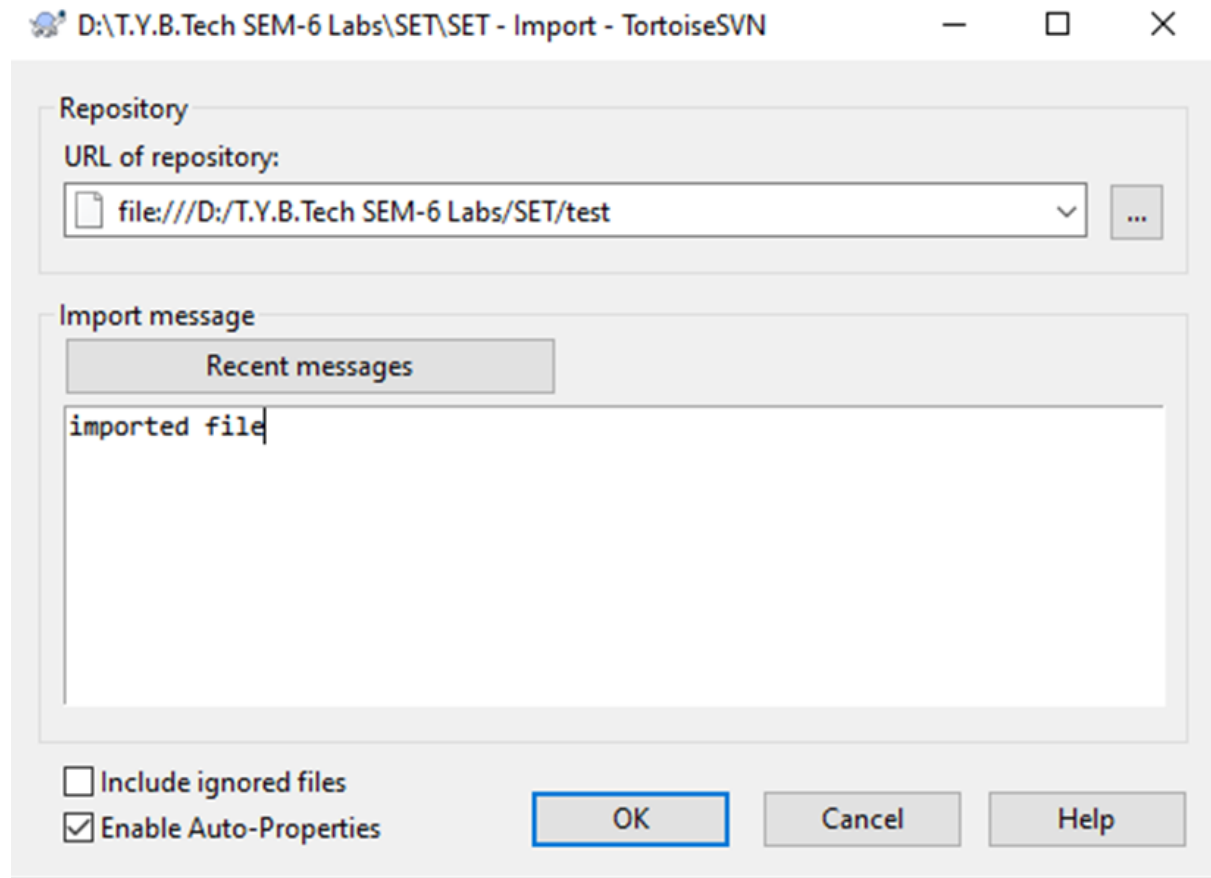 D:\T.Y.B.Tech SEM-6 Labs\SET\SET - Import - TortoiseSVN
Repository
URL of repository:
file:///D:/T.Y.B.Tech SEM-6 Labs/SET/test
...
Import message
Recent messages
imported file
Include ignored files
Enable Auto-Properties
OK
Cancel
Help